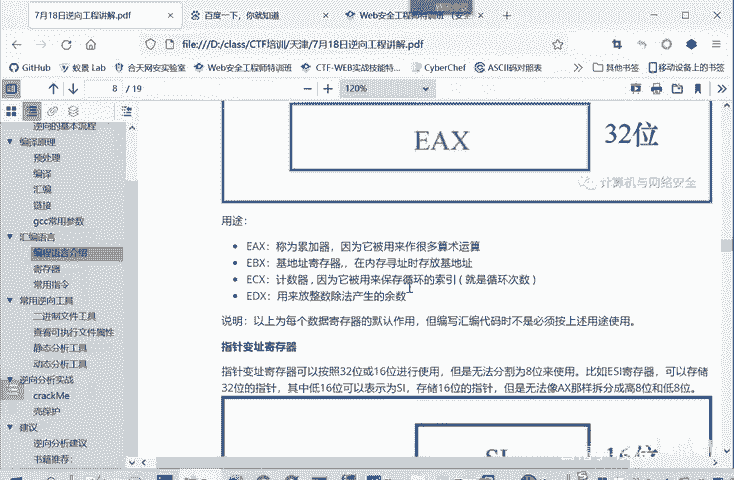 7月18日逆向工程讲解.pdf
百度一下，你就知道
Web安全工程师特训班 (安全
file:///D:/class/CTF培训/天津/7月18日逆向工程讲解.pdf
GitHub
蚁景 Lab
合天网安实验室
Web安全工程师特训班
CTF-WEB实战技能特...
CyberChef
ASCII码对照表
其他书签
移动设备上的书签
8 / 19
120%
逆向的基本流程
编译原理
预处理
编译
汇编
链接
gcc常用参数
汇编语言
编程语言介绍
寄存器
常用指令
常用逆向工具
二进制文件工具
查看可执行文件属性
静态分析工具
动态分析工具
逆向分析实战
crackMe
壳保护
建议
逆向分析建议
书籍推荐:
EAX
32位
计算机与网络安全
用途：
EAX：称为累加器，因为它被用来作很多算术运算
EBX：基地址寄存器,，在内存寻址时存放基地址
ECX：计数器 , 因为它被用来保存循环的索引 ( 就是循环次数 )
EDX：用来放整数除法产生的余数
说明：以上为每个数据寄存器的默认作用，但编写汇编代码时不是必须按上述用途使用。
指针变址寄存器
指针变址寄存器可以按照32位或16位进行使用，但是无法分割为8位来使用。比如ESI寄存器，可以存储
32位的指针，其中低16位可以表示为SI，存储16位的指针，但是无法像AX那样拆分成高8位和低8位。
SI
16位